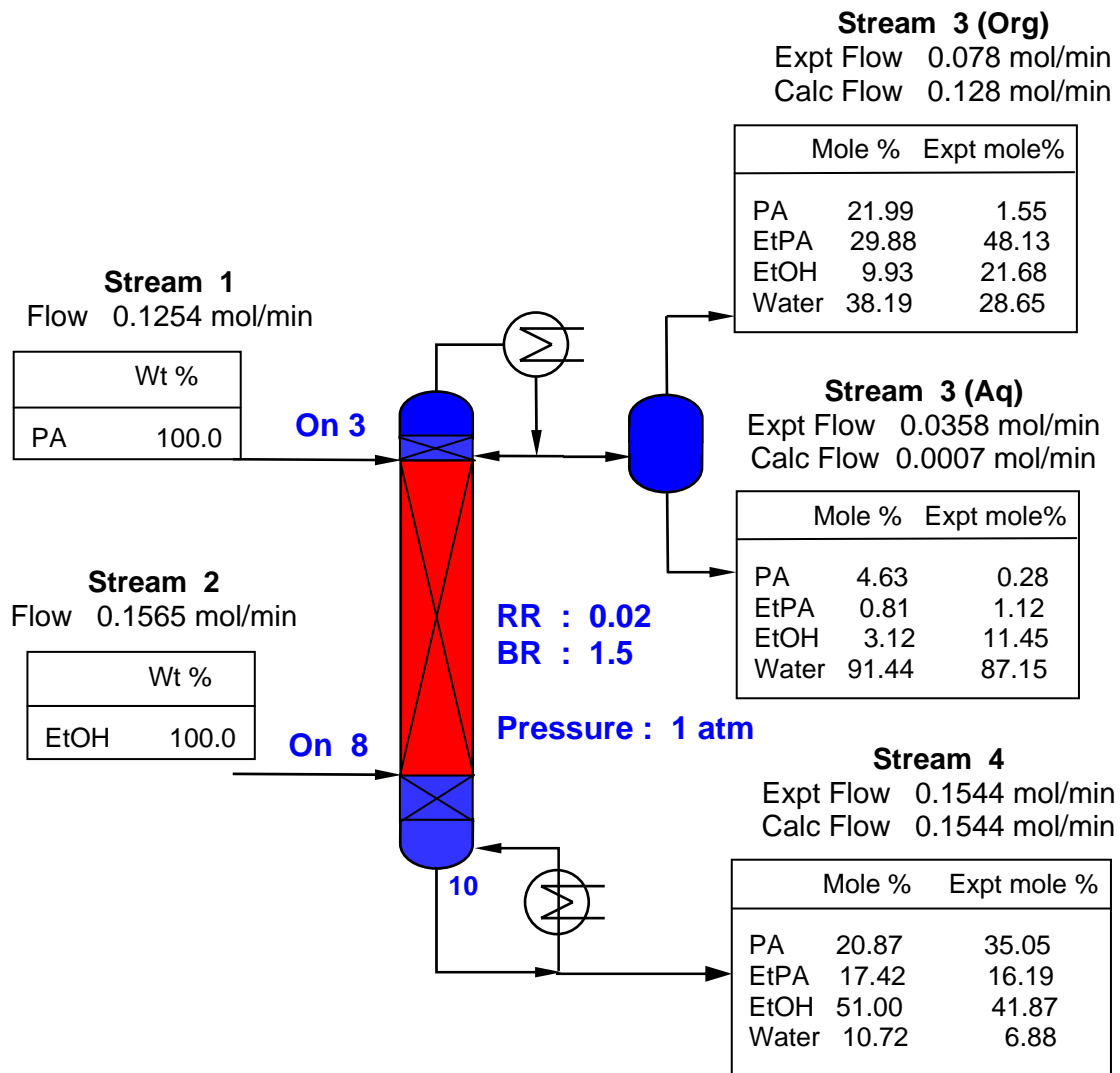 Stream 3 (Org)
Expt Flow 0.078 mol/min
Calc Flow 0.128 mol/min
Mole % Expt mole%
PA 21.99 1.55
EtPA 29.88 48.13
EtOH 9.93 21.68
Water 38.19 28.65
Stream 1
Flow 0.1254 mol/min
Wt %
PA 100.0
On 3
Stream 3 (Aq)
Expt Flow 0.0358 mol/min
Calc Flow 0.0007 mol/min
Mole % Expt mole%
PA 4.63 0.28
EtPA 0.81 1.12
EtOH 3.12 11.45
Water 91.44 87.15
Stream 2
Flow 0.1565 mol/min
Wt %
EtOH 100.0
On 8
RR : 0.02
BR : 1.5
Pressure : 1 atm
10
Stream 4
Expt Flow 0.1544 mol/min
Calc Flow 0.1544 mol/min
Mole % Expt mole %
PA 20.87 35.05
EtPA 17.42 16.19
EtOH 51.00 41.87
Water 10.72 6.88